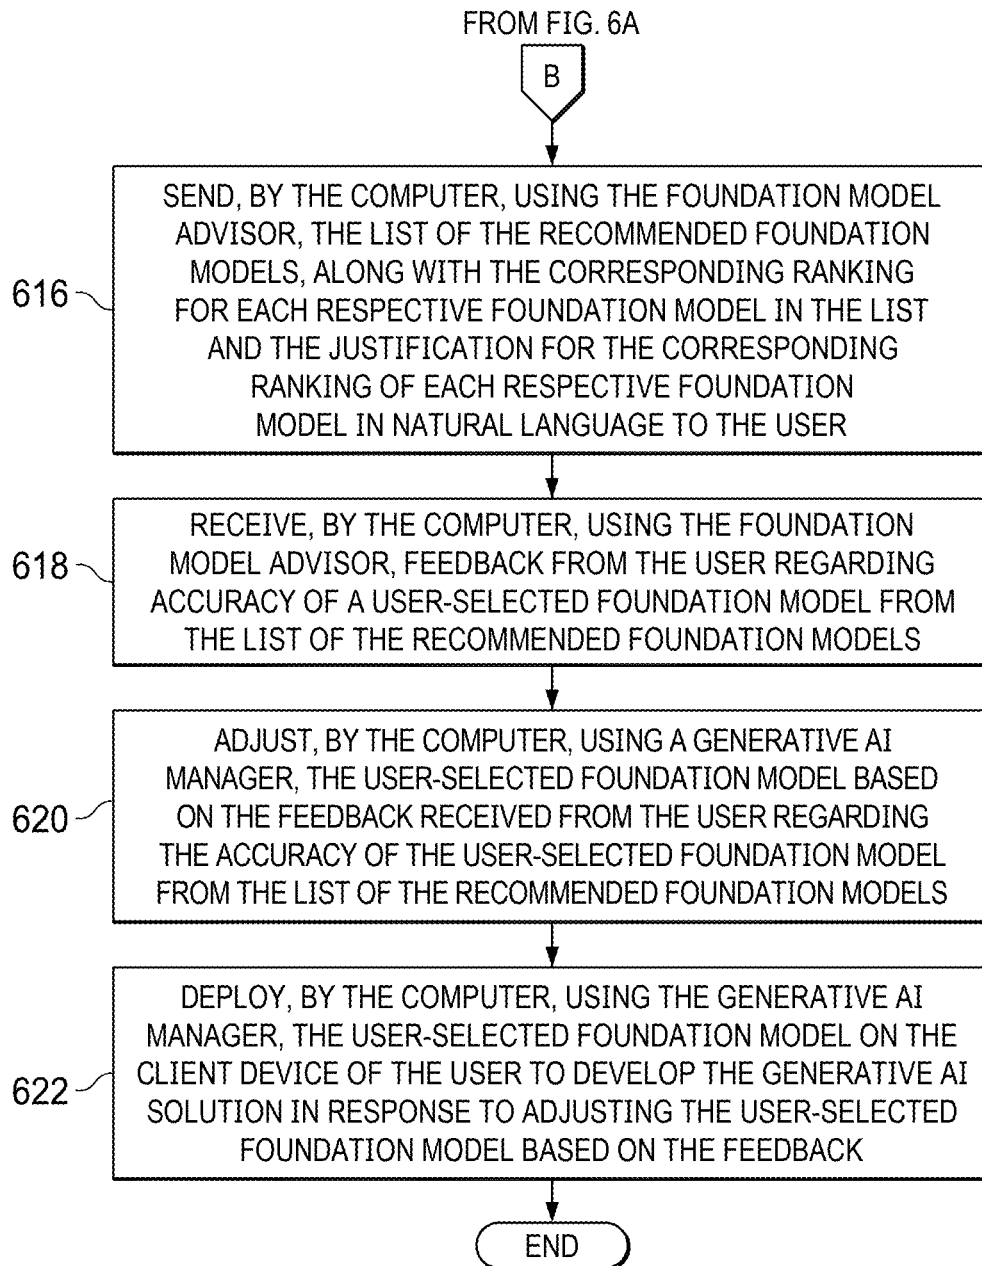 FROM FIG. 6A
B
616
SEND, BY THE COMPUTER, USING THE FOUNDATION MODEL
ADVISOR, THE LIST OF THE RECOMMENDED FOUNDATION
MODELS, ALONG WITH THE CORRESPONDING RANKING
FOR EACH RESPECTIVE FOUNDATION MODEL IN THE LIST
AND THE JUSTIFICATION FOR THE CORRESPONDING
RANKING OF EACH RESPECTIVE FOUNDATION
MODEL IN NATURAL LANGUAGE TO THE USER
618
RECEIVE, BY THE COMPUTER, USING THE FOUNDATION
MODEL ADVISOR, FEEDBACK FROM THE USER REGARDING
ACCURACY OF A USER-SELECTED FOUNDATION MODEL FROM
THE LIST OF THE RECOMMENDED FOUNDATION MODELS
620
ADJUST, BY THE COMPUTER, USING A GENERATIVE AI
MANAGER, THE USER-SELECTED FOUNDATION MODEL BASED
ON THE FEEDBACK RECEIVED FROM THE USER REGARDING
THE ACCURACY OF THE USER-SELECTED FOUNDATION MODEL
FROM THE LIST OF THE RECOMMENDED FOUNDATION MODELS
622
DEPLOY, BY THE COMPUTER, USING THE GENERATIVE AI
MANAGER, THE USER-SELECTED FOUNDATION MODEL ON THE
CLIENT DEVICE OF THE USER TO DEVELOP THE GENERATIVE AI
SOLUTION IN RESPONSE TO ADJUSTING THE USER-SELECTED
FOUNDATION MODEL BASED ON THE FEEDBACK
END